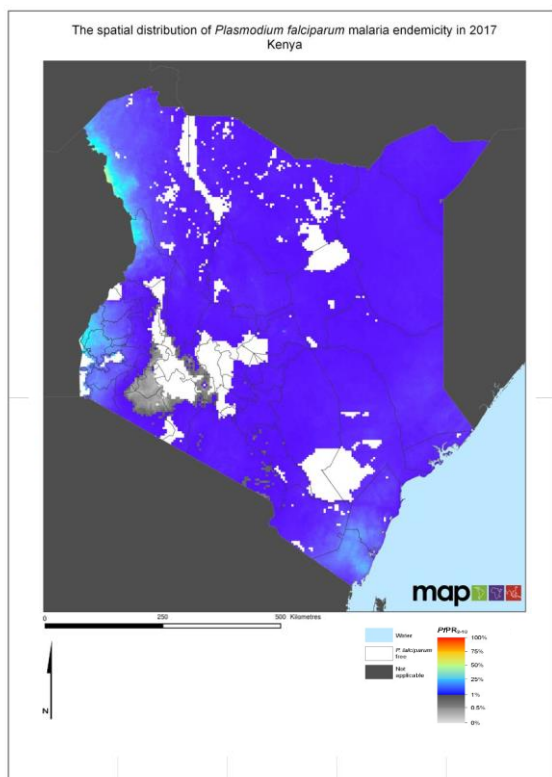 The spatial distribution of Plasmodium falciparum malaria endemicity in 2017
Kenya
map
0 250 500 Kilometres
N
Water
P. falciparum
free
Not
applicable
PfPR2-10
100%
75%
50%
25%
1%
0.5%
0%